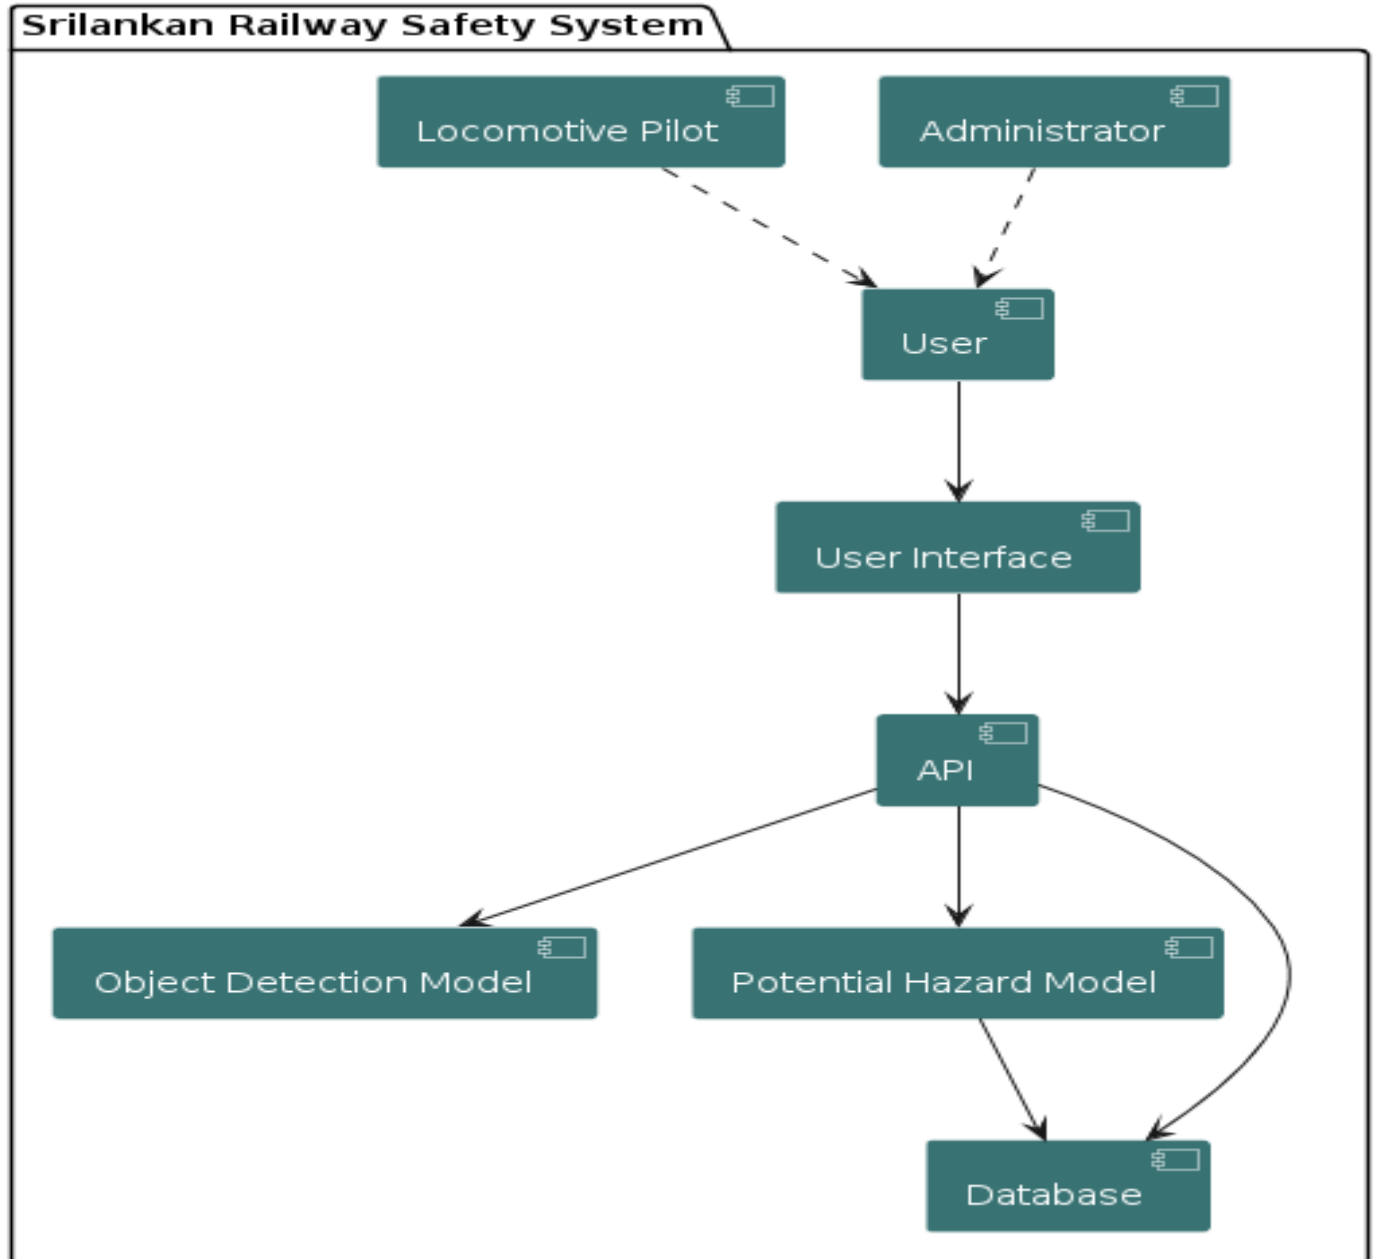 Srilankan Railway Safety System
Locomotive Pilot
Administrator
User
User Interface
API
Object Detection Model
Potential Hazard Model
Database